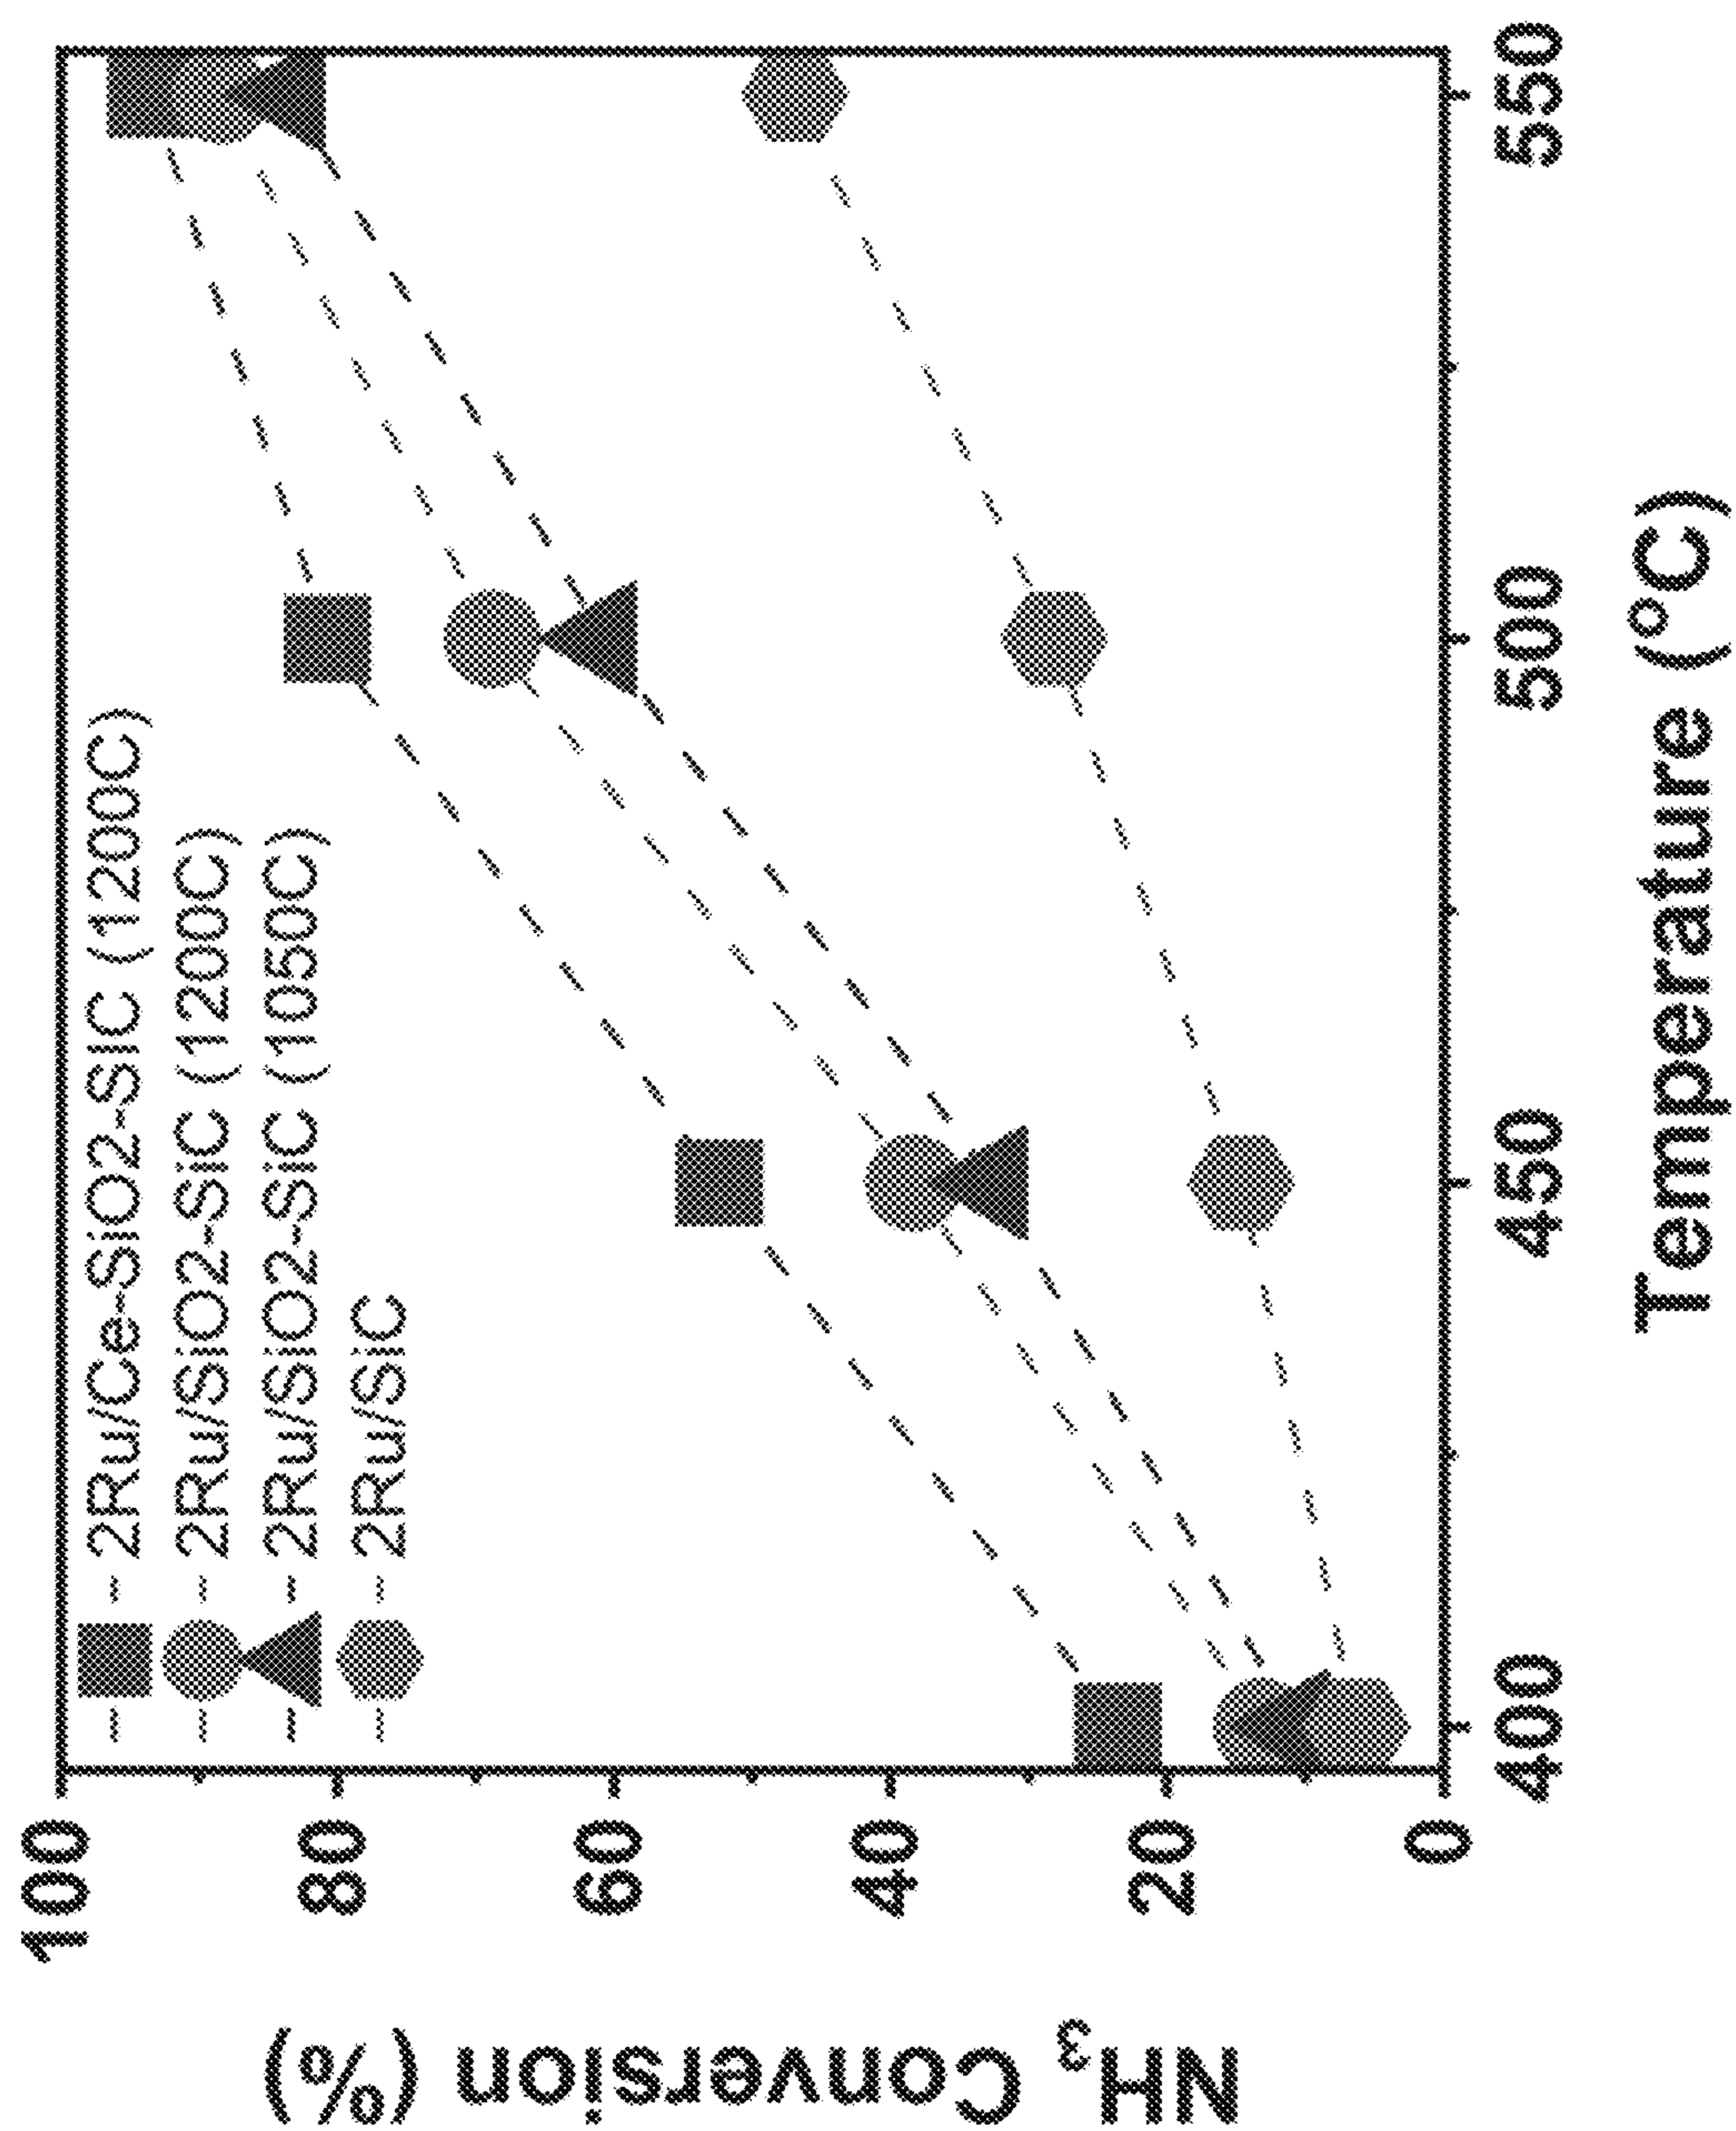 2Ru/Ce-SiO2-SiC (1200C)
2Ru/SiO2-SiC (1200C)
2Ru/SiO2-SiC (1050C)
2Ru/SiC
NH3 Conversion (%)
100
80
60
40
20
0
400 450 500 550
Temperature (°C)